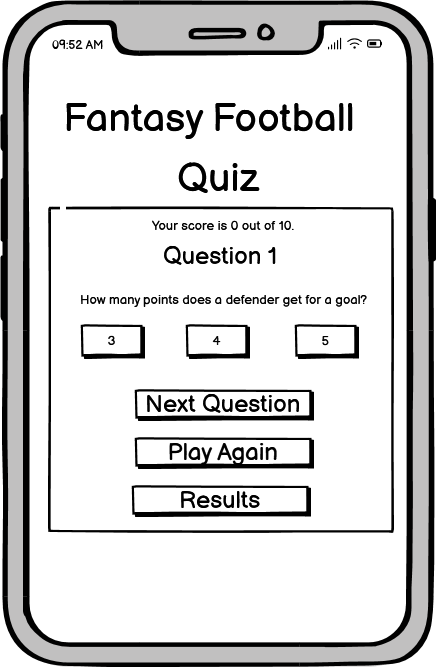 09:52 AM
Fantasy Football
Quiz
Your score is 0 out of 10.
Question 1
How many points does a defender get for a goal?
3 4 5
Next Question
Play Again
Results